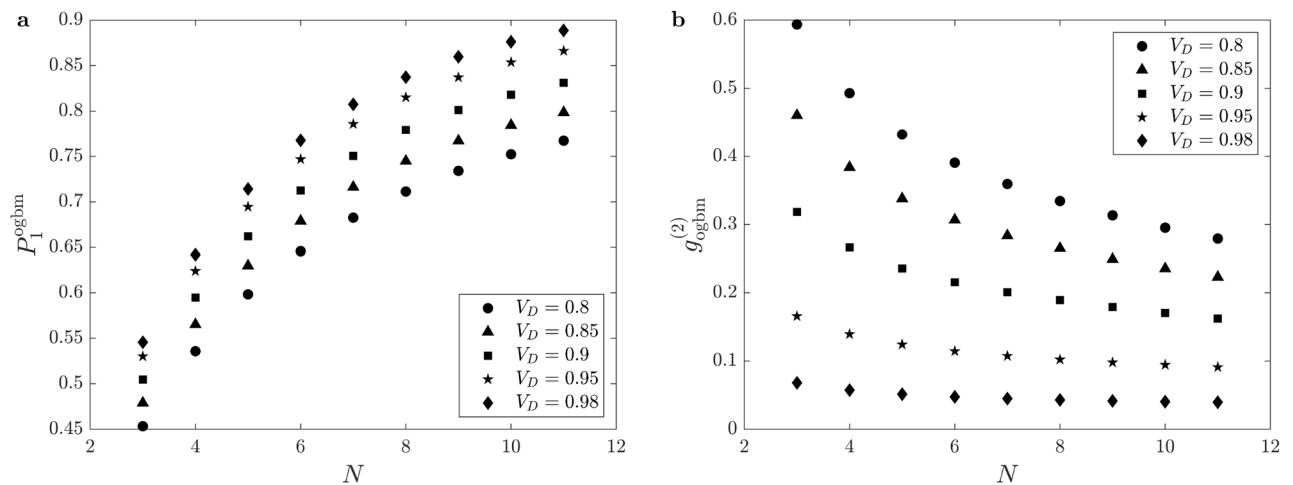 a
0.9
0.85
0.8
0.75
0.7
0.65
0.6
0.55
0.5
0.45
P₁^ogbm
2 4 6 8 10 12
N
V_D = 0.8
V_D = 0.85
V_D = 0.9
V_D = 0.95
V_D = 0.98
b
0.6
0.5
0.4
0.3
0.2
0.1
0
g_ogbm^(2)
2 4 6 8 10 12
N
V_D = 0.8
V_D = 0.85
V_D = 0.9
V_D = 0.95
V_D = 0.98